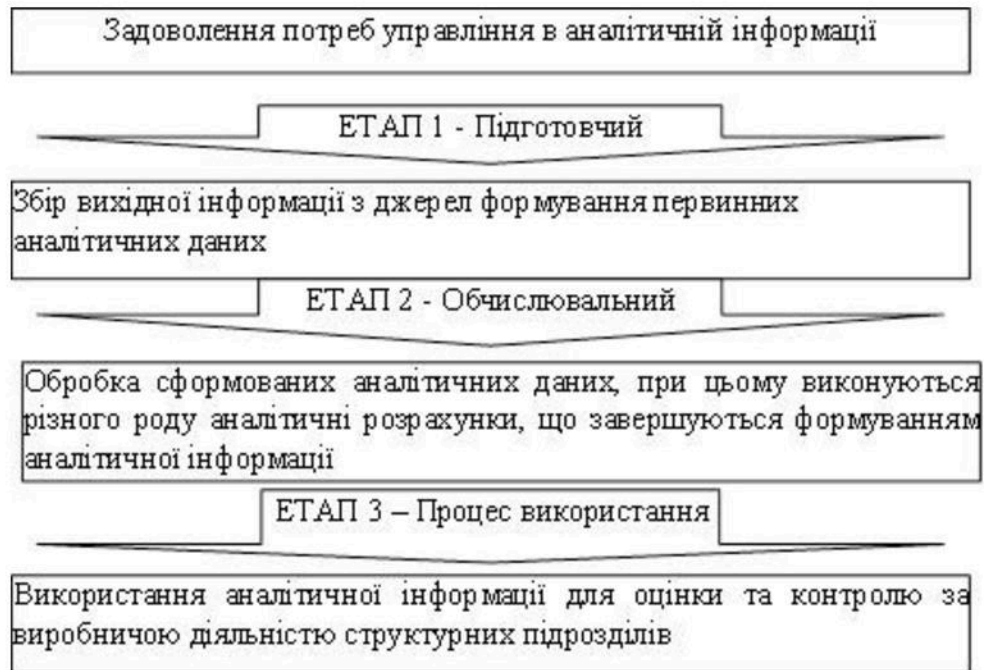 Задоволення потреб управління в аналітичній інформації
ЕТАП 1 - Підготовчий
Збір вихідної інформації з джерел формування первинних
аналітичних даних
ЕТАП 2 - Обчислювальний
Обробка сформованих аналітичних даних, при цьому виконуються
різного роду аналітичні розрахунки, що завершуються формуванням
аналітичної інформації
ЕТАП 3 – Процес використання
Використання аналітичної інформації для оцінки та контролю за
виробничою діяльністю структурних підрозділів